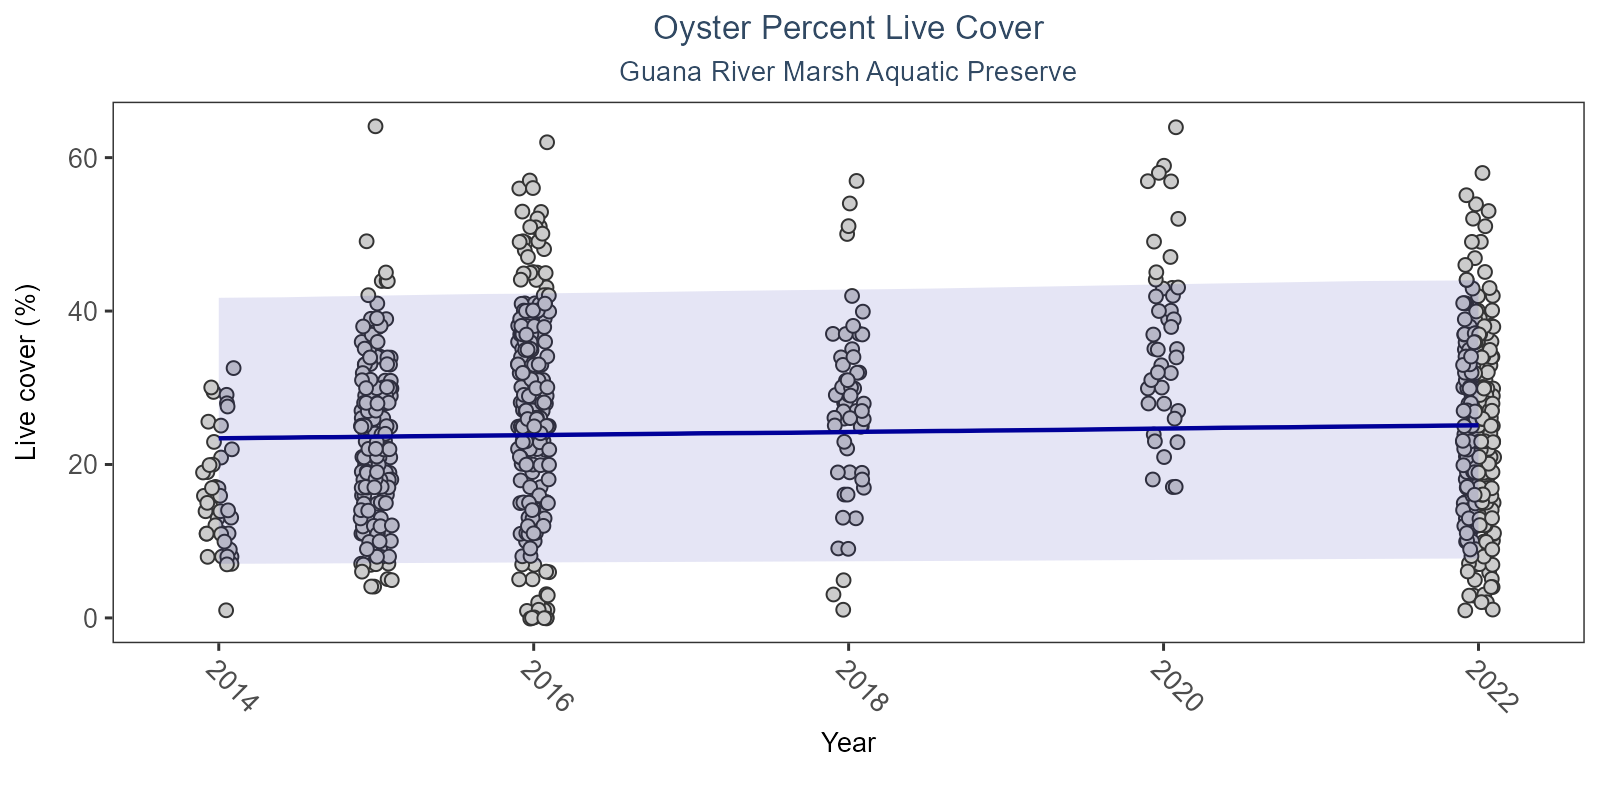 Oyster Percent Live Cover
Guana River Marsh Aquatic Preserve
Live cover (%)
60
40
20
0
2014
2016
2018
2020
2022
Year